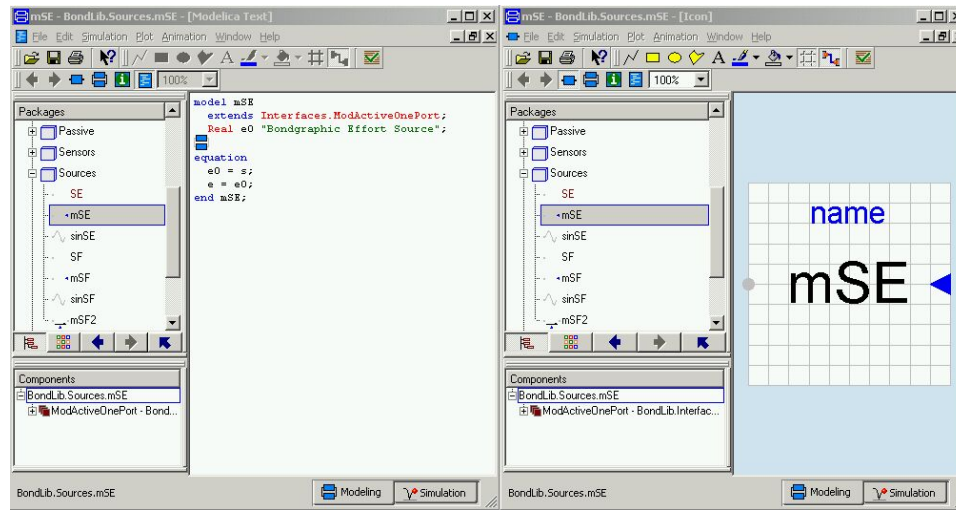 mSE - BondLib.Sources.mSE - [Modelica Text]
File Edit Simulation Plot Animation Window Help
100%
Packages
Passive
Sensors
Sources
SE
mSE
sinSE
SF
mSF
sinSF
mSF2
Components
BondLib.Sources.mSE
ModActiveOnePort - Bond...
model mSE
extends Interfaces.ModActiveOnePort;
Real e0 "Bondgraphic Effort Source";
equation
e0 = s;
e = e0;
end mSE;
BondLib.Sources.mSE
Modeling
Simulation
mSE - BondLib.Sources.mSE - [Icon]
File Edit Simulation Plot Animation Window Help
100%
Packages
Passive
Sensors
Sources
SE
mSE
sinSE
SF
mSF
sinSF
mSF2
Components
BondLib.Sources.mSE
ModActiveOnePort - BondLib.Interfac...
name
mSE
BondLib.Sources.mSE
Modeling
Simulation